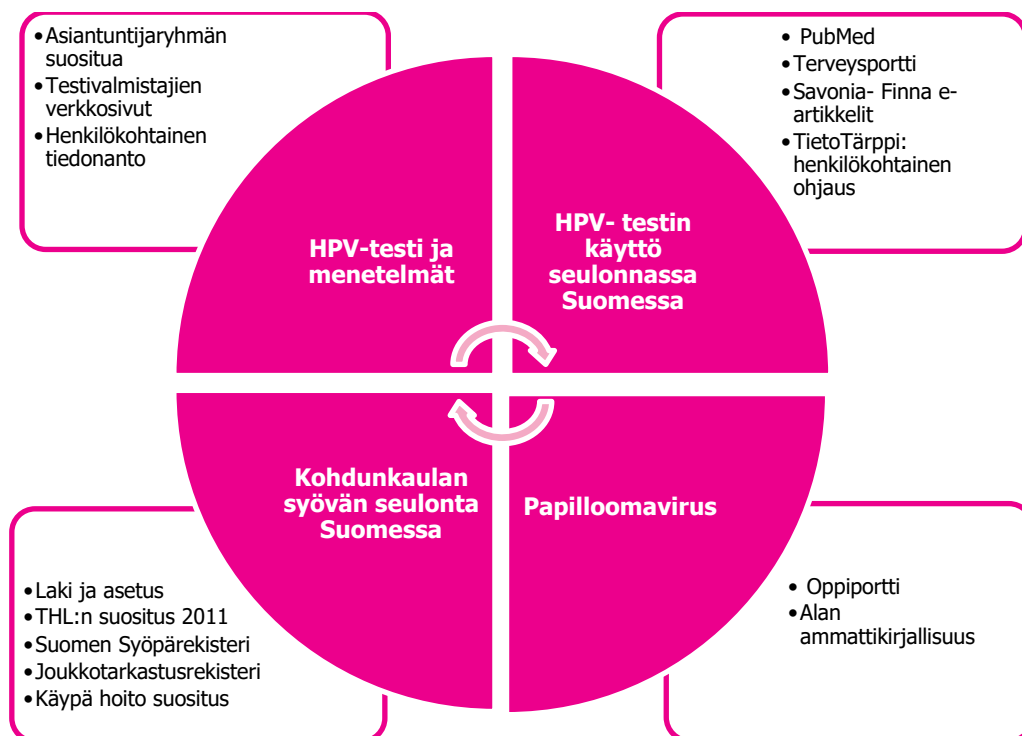 •Asiantuntijaryhmän
suositua
•Testivalmistajien
verkkosivut
•Henkilökohtainen
tiedonanto
• PubMed
•Terveysportti
•Savonia- Finna e-
artikkelit
•TietoTärppi:
henkilökohtainen
ohjaus
HPV-testi ja
menetelmät
HPV- testin
käyttö
seulonnassa
Suomessa
Kohdunkaulan
syövän seulonta
Suomessa
Papilloomavirus
•Laki ja asetus
•THL:n suositus 2011
•Suomen Syöpärekisteri
•Joukkotarkastusrekisteri
•Käypä hoito suositus
• Oppiportti
•Alan
ammattikirjallisuus